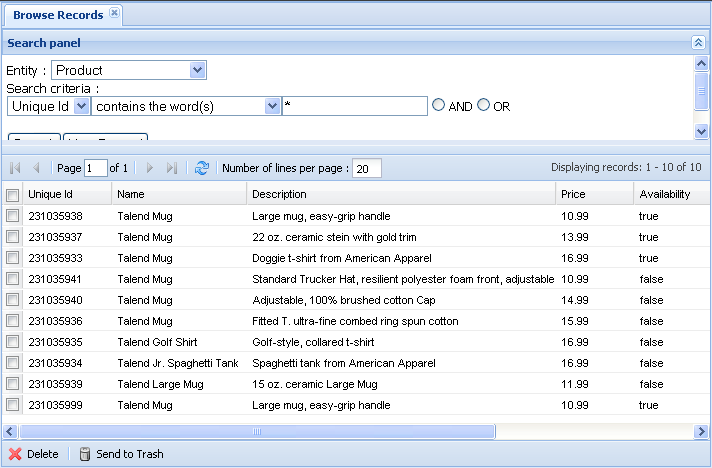 Browse Records
Search panel
Entity : Product
Search criteria :
Unique Id contains the word(s) * AND OR
Page 1 of 1 Number of lines per page : 20 Displaying records: 1 - 10 of 10
Unique Id Name Description Price Availability
231035938 Talend Mug Large mug, easy-grip handle 10.99 true
231035937 Talend Mug 22 oz. ceramic stein with gold trim 13.99 true
231035933 Talend Mug Doggie t-shirt from American Apparel 16.99 true
231035941 Talend Mug Standard Trucker Hat, resilient polyester foam front, adjustable 10.99 false
231035940 Talend Mug Adjustable, 100% brushed cotton Cap 14.99 false
231035936 Talend Mug Fitted T. ultra-fine combed ring spun cotton 15.99 false
231035935 Talend Golf Shirt Golf-style, collared t-shirt 16.99 false
231035934 Talend Jr. Spaghetti Tank Spaghetti tank from American Apparel 16.99 false
231035939 Talend Large Mug 15 oz. ceramic Large Mug 11.99 false
231035999 Talend Mug Large mug, easy-grip handle 10.99 true
Delete Send to Trash